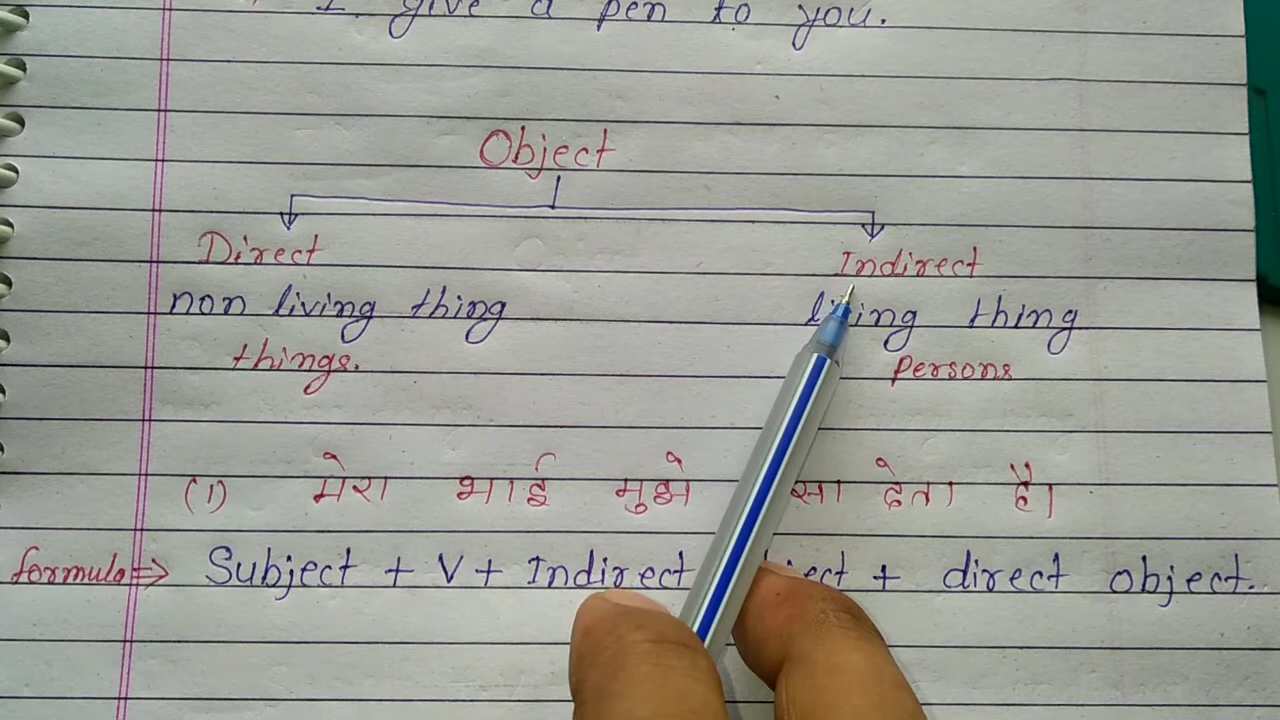 I give a pen to you.
Object
Direct Indirect
non living thing living thing
things. Persons
(1) मेरा भाई मुझे देता है।
formula⇒ Subject + V + Indirect + direct object.